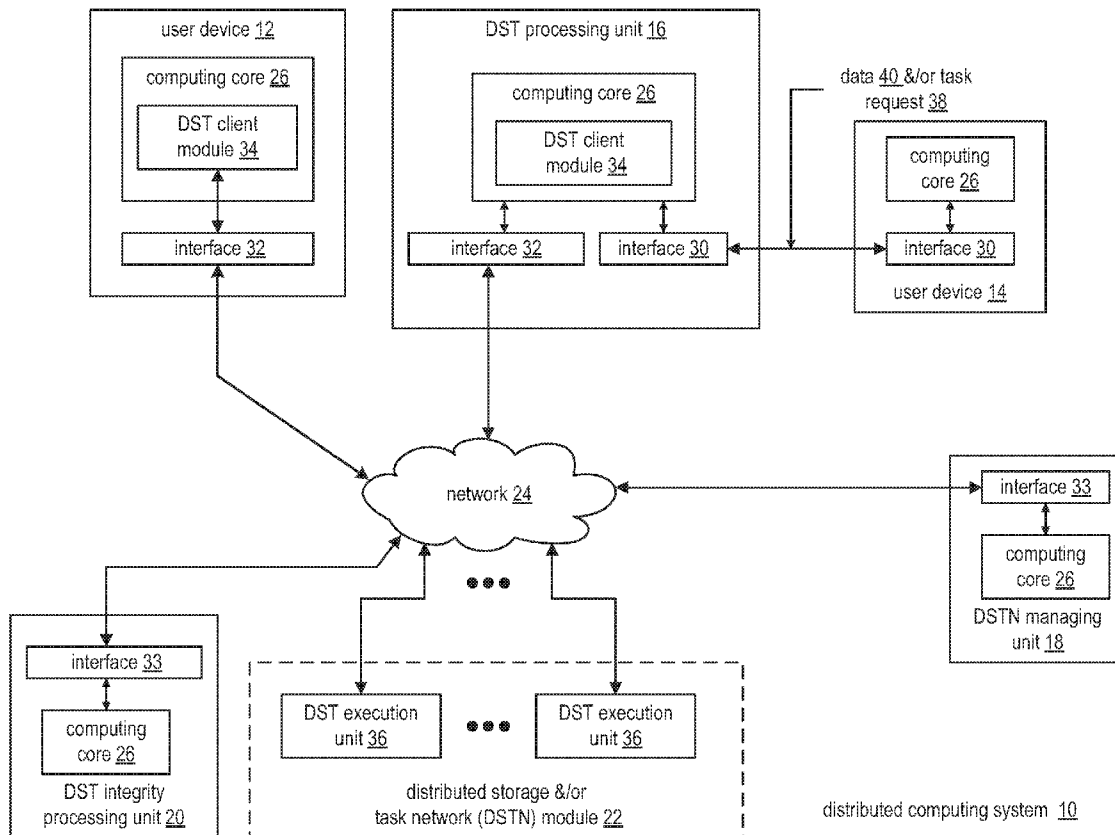 user device 12
computing core 26
DST client
module 34
interface 32
DST processing unit 16
computing core 26
DST client
module 34
interface 32
interface 30
data 40 &/or task
request 38
computing
core 26
interface 30
user device 14
network 24
interface 33
computing
core 26
DSTN managing
unit 18
interface 33
computing
core 26
DST integrity
processing unit 20
DST execution
unit 36
DST execution
unit 36
distributed storage &/or
task network (DSTN) module 22
distributed computing system 10